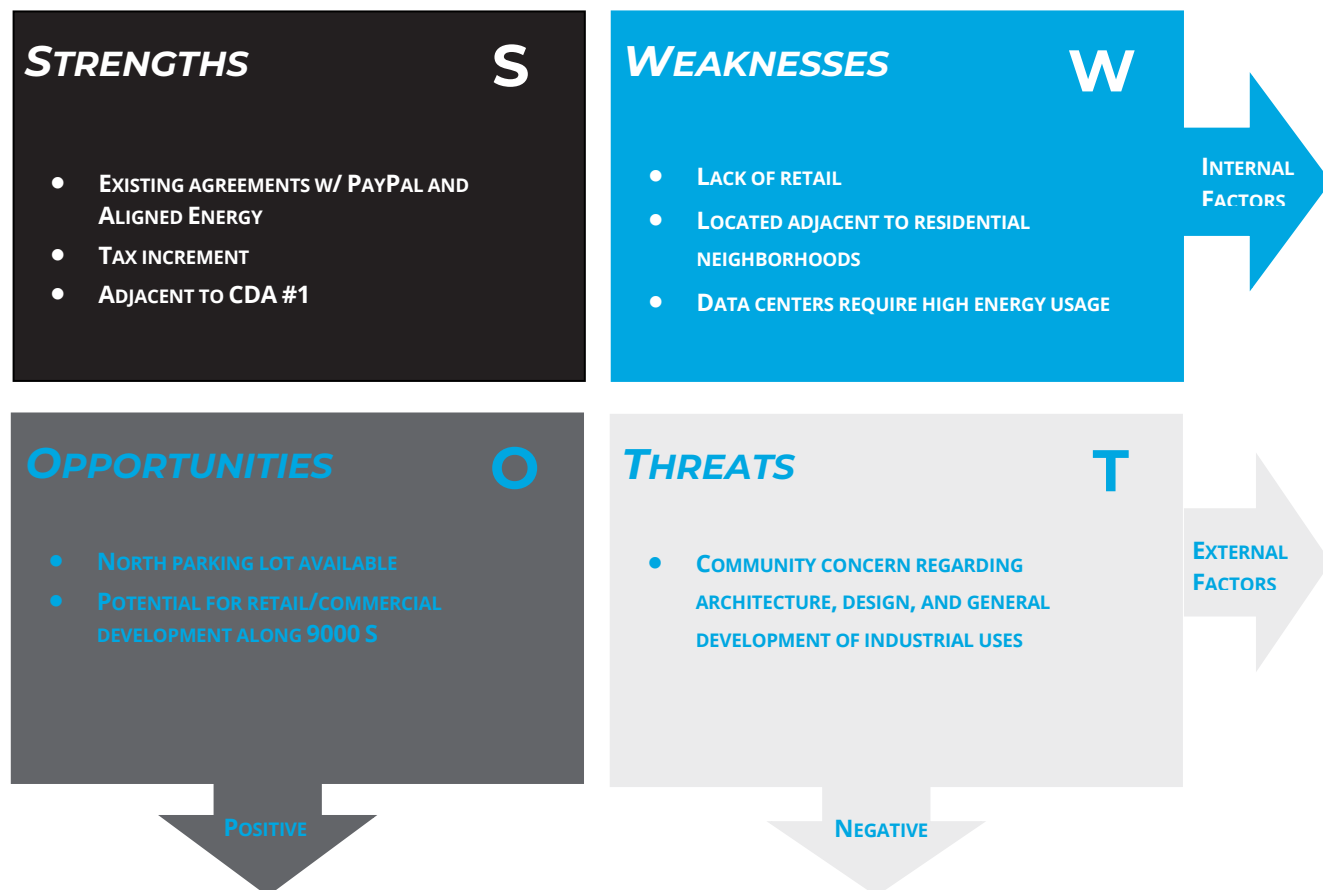 STRENGTHS S
• EXISTING AGREEMENTS W/ PAYPAL AND
ALIGNED ENERGY
• TAX INCREMENT
• ADJACENT TO CDA #1
WEAKNESSES W
• LACK OF RETAIL
• LOCATED ADJACENT TO RESIDENTIAL
NEIGHBORHOODS
• DATA CENTERS REQUIRE HIGH ENERGY USAGE
INTERNAL
FACTORS
OPPORTUNITIES O
• NORTH PARKING LOT AVAILABLE
• POTENTIAL FOR RETAIL/COMMERCIAL
DEVELOPMENT ALONG 9000 S
THREATS T
• COMMUNITY CONCERN REGARDING
ARCHITECTURE, DESIGN, AND GENERAL
DEVELOPMENT OF INDUSTRIAL USES
EXTERNAL
FACTORS
POSITIVE
NEGATIVE